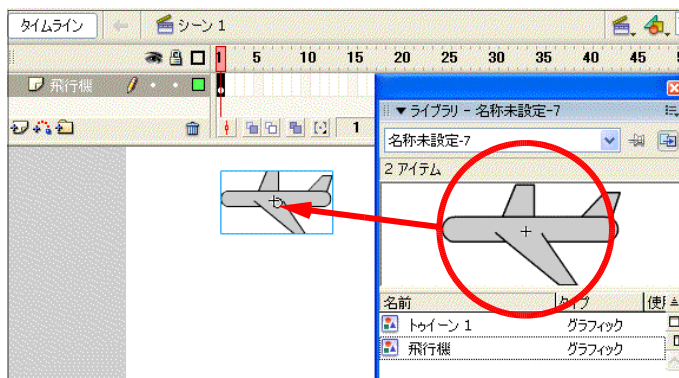 タイムライン シーン 1
1 5 10 15 20 25 30 35 40 45
飛行機
1
▼ ライブラリ - 名称未設定-7
名称未設定-7
2 アイテム
名前 タイプ
トゥイーン 1 グラフィック
飛行機 グラフィック